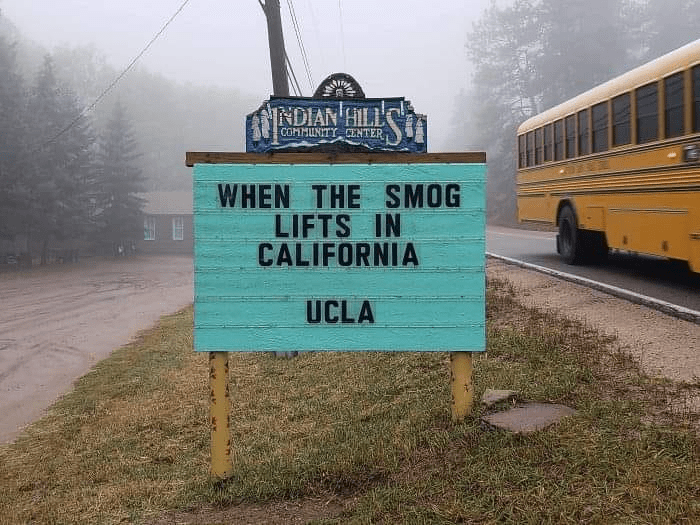 INDIAN HILLS
COMMUNITY CENTER
WHEN THE SMOG
LIFTS IN
CALIFORNIA
UCLA